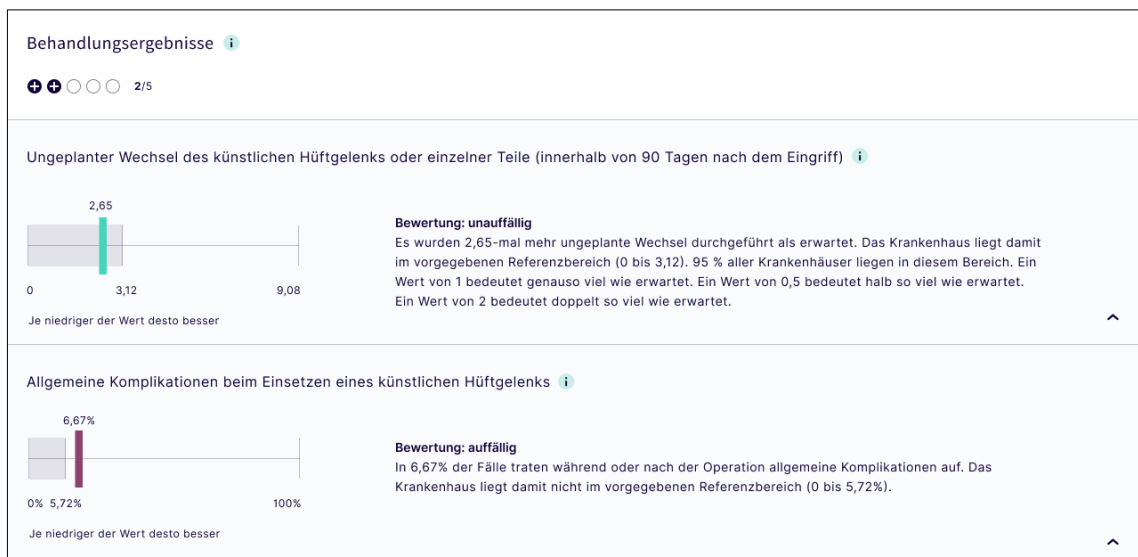 Behandlungsergebnisse i
2/5
Ungeplanter Wechsel des künstlichen Hüftgelenks oder einzelner Teile (innerhalb von 90 Tagen nach dem Eingriff) i
2,65
0 3,12 9,08
Je niedriger der Wert desto besser
Bewertung: unauffällig
Es wurden 2,65-mal mehr ungeplante Wechsel durchgeführt als erwartet. Das Krankenhaus liegt damit
im vorgegebenen Referenzbereich (0 bis 3,12). 95 % aller Krankenhäuser liegen in diesem Bereich. Ein
Wert von 1 bedeutet genauso viel wie erwartet. Ein Wert von 0,5 bedeutet halb so viel wie erwartet.
Ein Wert von 2 bedeutet doppelt so viel wie erwartet.
Allgemeine Komplikationen beim Einsetzen eines künstlichen Hüftgelenks i
6,67%
0% 5,72% 100%
Je niedriger der Wert desto besser
Bewertung: auffällig
In 6,67% der Fälle traten während oder nach der Operation allgemeine Komplikationen auf. Das
Krankenhaus liegt damit nicht im vorgegebenen Referenzbereich (0 bis 5,72%).